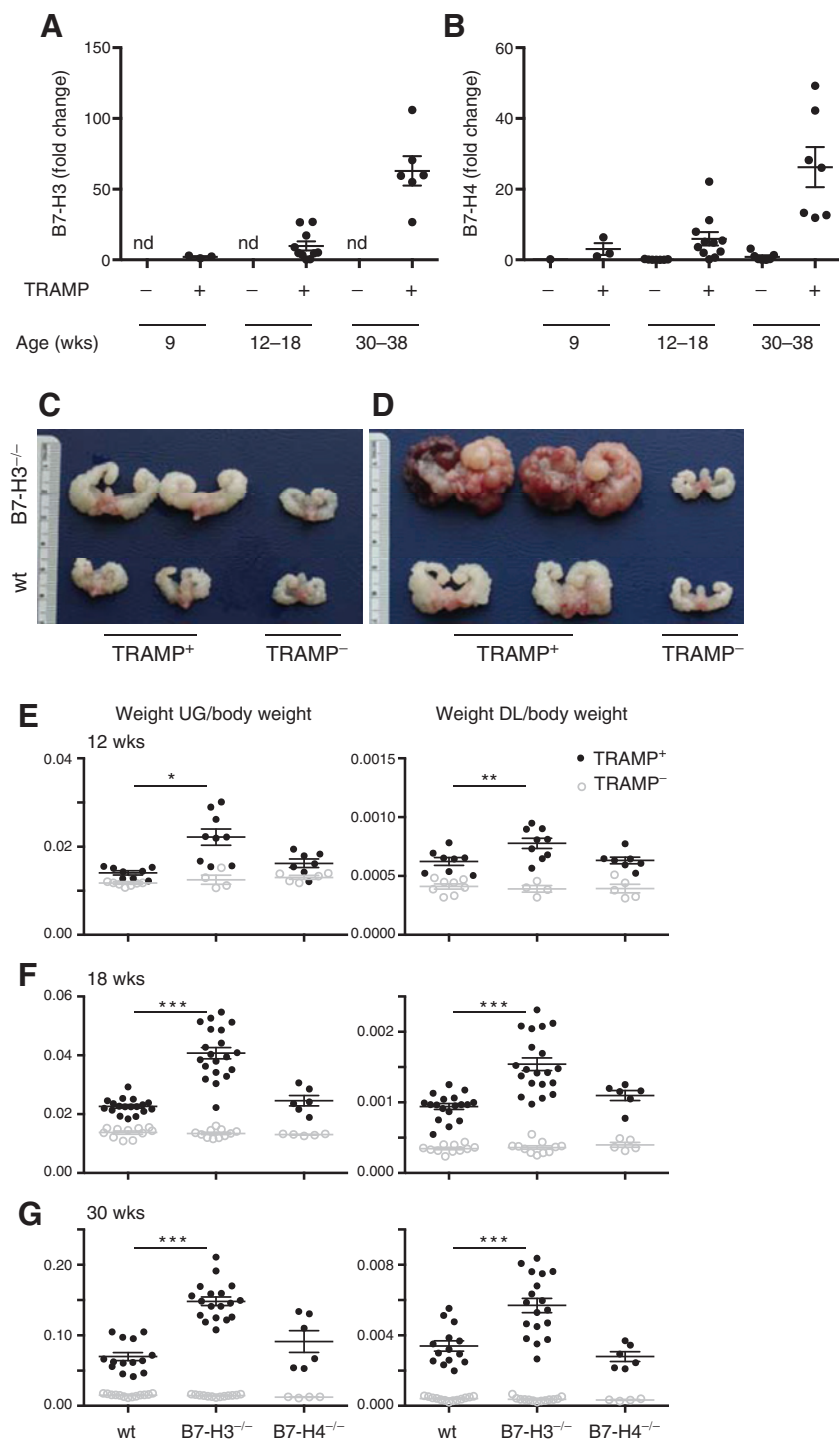 A
B
150
100
50
0
B7-H3 (fold change)
nd
nd
nd
60
40
20
0
B7-H4 (fold change)
TRAMP
− + − + − +
− + − + − +
Age (wks)
9 12–18 30–38
9 12–18 30–38
C
D
B7-H3−/−
wt
TRAMP+ TRAMP−
TRAMP+ TRAMP−
E
Weight UG/body weight
Weight DL/body weight
12 wks
0.04
0.02
0.00
*
0.0015
0.0010
0.0005
0.0000
**
TRAMP+
TRAMP−
F
18 wks
0.06
0.04
0.02
0.00
***
0.002
0.001
0.000
***
G
30 wks
0.20
0.10
0.00
***
0.008
0.004
0.000
***
wt B7-H3−/− B7-H4−/−
wt B7-H3−/− B7-H4−/−